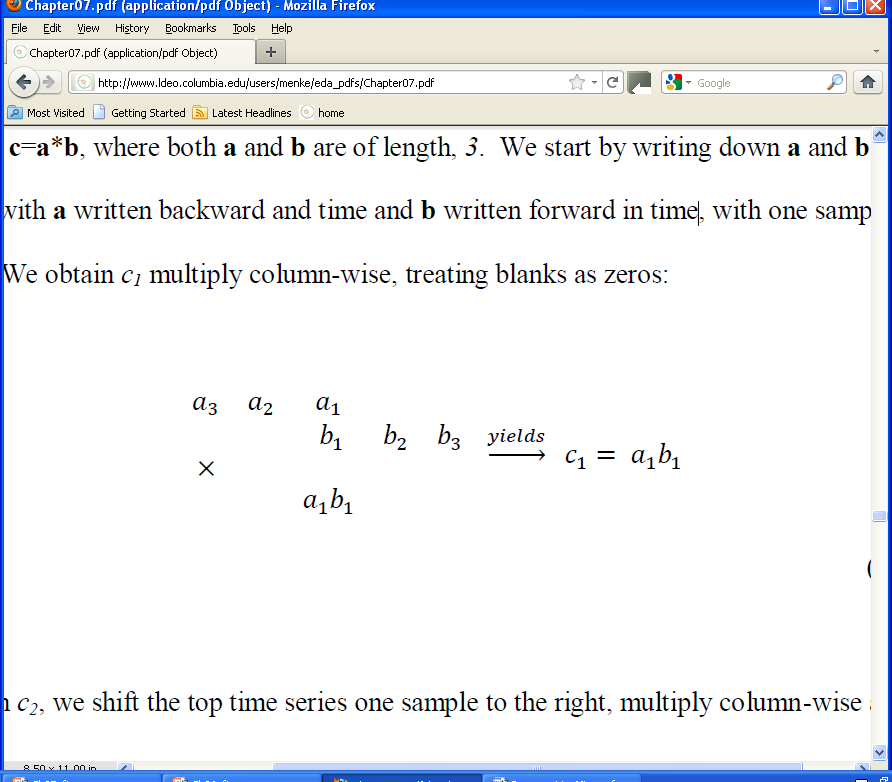 Chapter07.pdf (application/pdf Object) - Mozilla Firefox
File Edit View History Bookmarks Tools Help
Chapter07.pdf (application/pdf Object)
http://www.ldeo.columbia.edu/users/menke/eda_pdfs/Chapter07.pdf Google
Most Visited Getting Started Latest Headlines home
c=a*b, where both a and b are of length, 3. We start by writing down a and b
with a written backward and time and b written forward in time, with one samp
We obtain c₁ multiply column-wise, treating blanks as zeros:
a₃ a₂ a₁
b₁ b₂ b₃ yields → c₁ = a₁b₁
×
a₁b₁
(
c₂, we shift the top time series one sample to the right, multiply column-wise
8.50 x 11.00 in